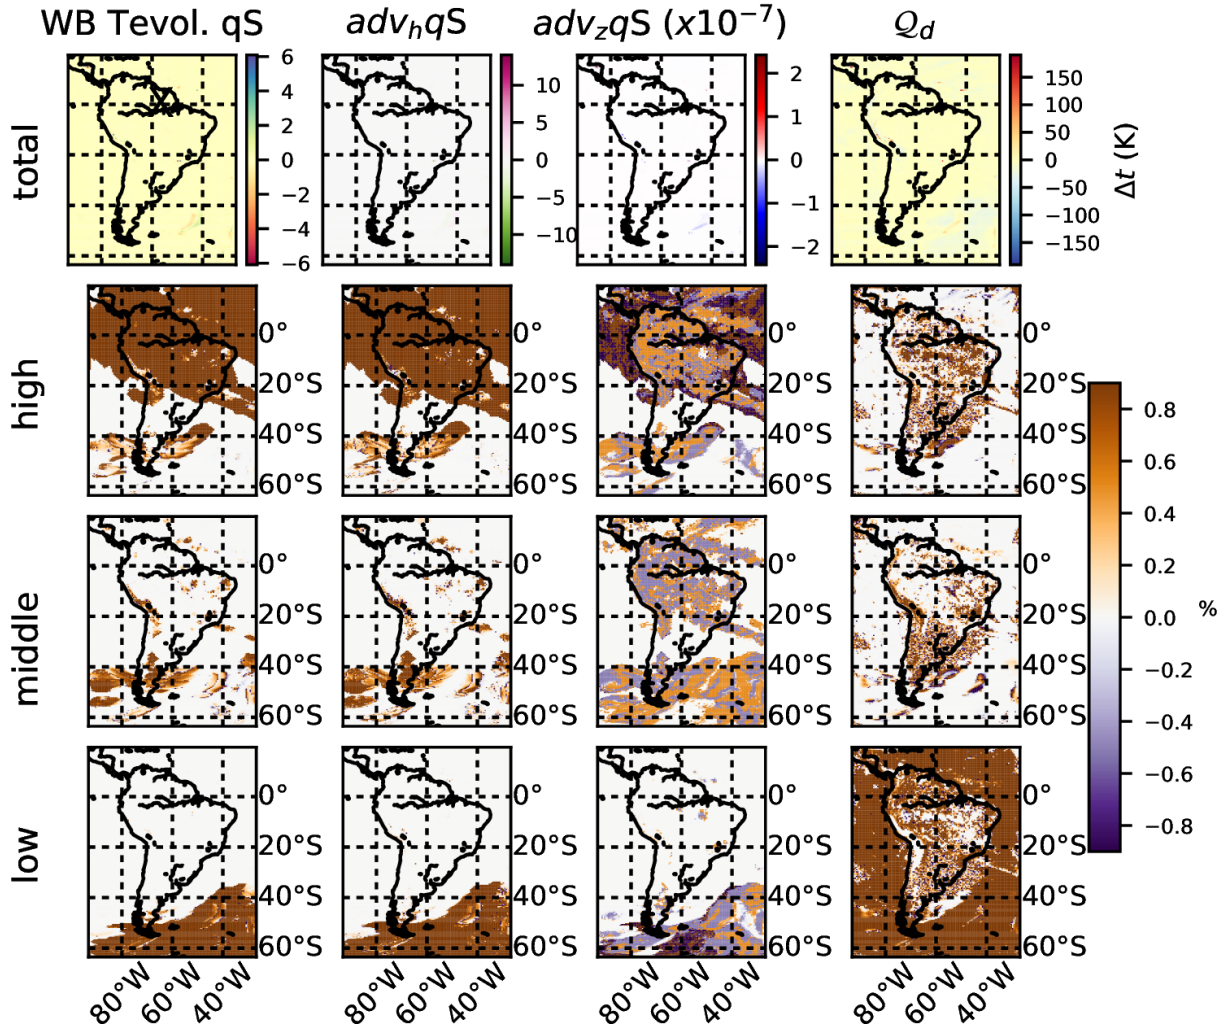 WB Tevol. qS
adv_h qS
adv_z qS (x10⁻⁷)
𝒬_d
total
6
4
2
0
−2
−4
−6
10
5
0
−5
−10
2
1
0
−1
−2
150
100
50
0
−50
−100
−150
Δt (K)
high
0°
20°S
40°S
60°S
0°
20°S
40°S
60°S
0°
20°S
40°S
60°S
0°
20°S
40°S
60°S
middle
0°
20°S
40°S
60°S
0°
20°S
40°S
60°S
0°
20°S
40°S
60°S
0°
20°S
40°S
60°S
low
0°
20°S
40°S
60°S
0°
20°S
40°S
60°S
0°
20°S
40°S
60°S
0°
20°S
40°S
60°S
80°W
60°W
40°W
80°W
60°W
40°W
80°W
60°W
40°W
80°W
60°W
40°W
0.8
0.6
0.4
0.2
0.0
−0.2
−0.4
−0.6
−0.8
%